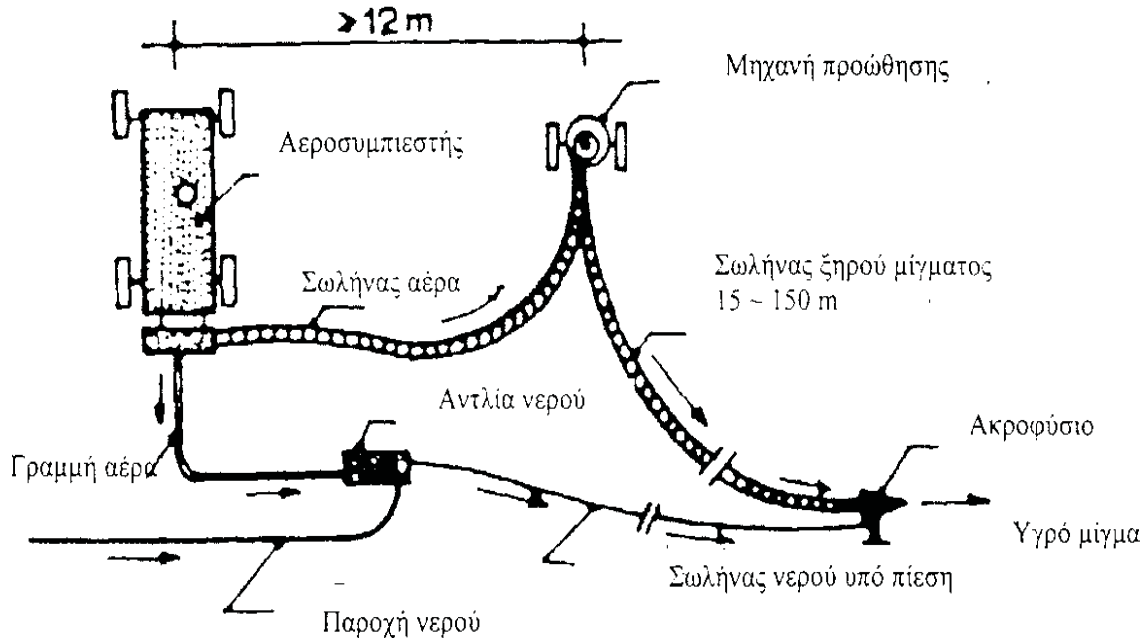 >12 m
Μηχανή προώθησης
Αεροσυμπιεστής
Σωλήνας αέρα
Σωλήνας ξηρού μίγματος
15 ~ 150 m
Αντλία νερού
Ακροφύσιο
Γραμμή αέρα
Υγρό μίγμα
Σωλήνας νερού υπό πίεση
Παροχή νερού